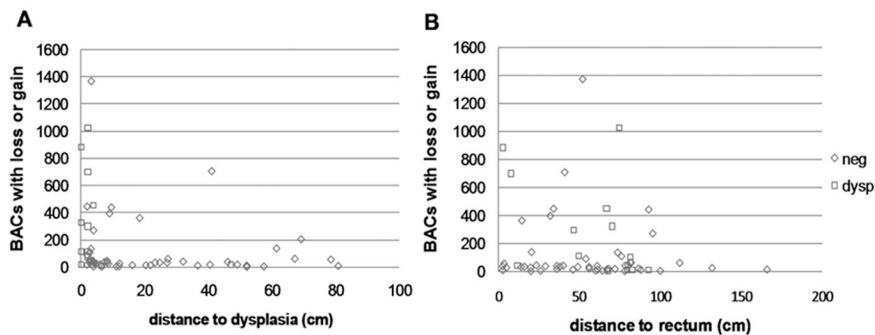 A
BACs with loss or gain
1600
1400
1200
1000
800
600
400
200
0
0 20 40 60 80 100
distance to dysplasia (cm)
B
BACs with loss or gain
1600
1400
1200
1000
800
600
400
200
0
0 50 100 150 200
distance to rectum (cm)
neg
dysp